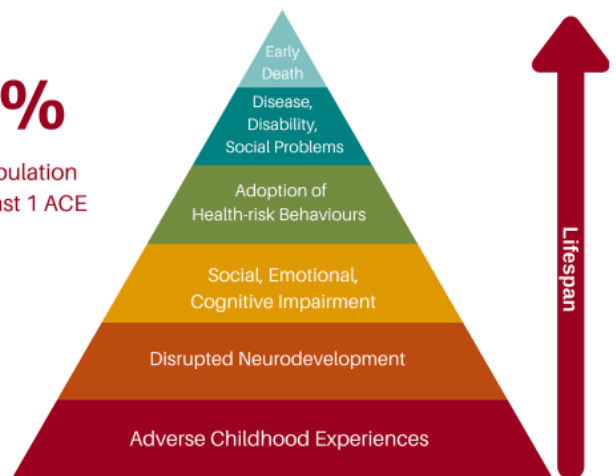 %
pulation
ast 1 ACE
Early
Death
Disease,
Disability,
Social Problems
Adoption of
Health-risk Behaviours
Social, Emotional,
Cognitive Impairment
Disrupted Neurodevelopment
Adverse Childhood Experiences
Lifespan